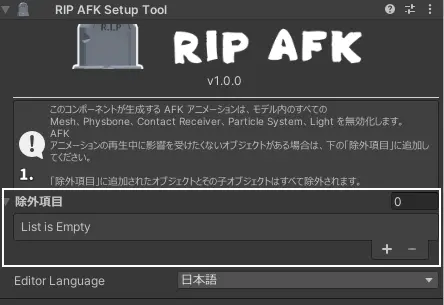 RIP AFK Setup Tool
RIP
RIP AFK
v1.0.0
このコンポーネントが生成する AFK アニメーションは、モデル内のすべての
Mesh、Physbone、Contact Receiver、Particle System、Light を無効化します。
AFK
アニメーションの再生中に影響を受けたくないオブジェクトがある場合は、下の「除外項目」に追加し
てください。
1.
「除外項目」に追加されたオブジェクトとその子オブジェクトはすべて除外されます。
除外項目 0
List is Empty
+ −
Editor Language 日本語